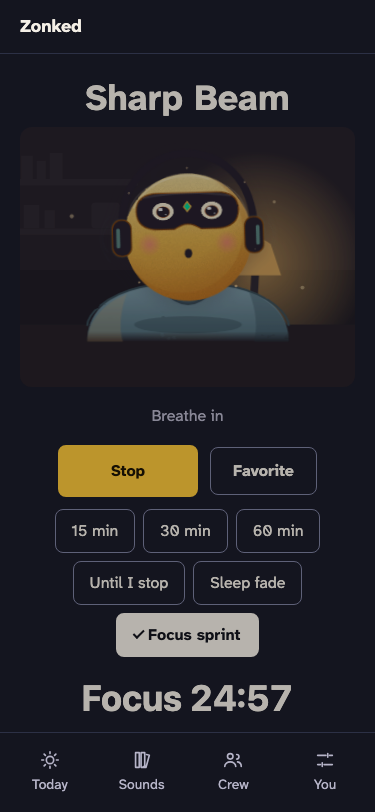 Zonked
Sharp Beam
Breathe in
Stop
Favorite
15 min
30 min
60 min
Until I stop
Sleep fade
✓ Focus sprint
Focus 24:57
Today
Sounds
Crew
You